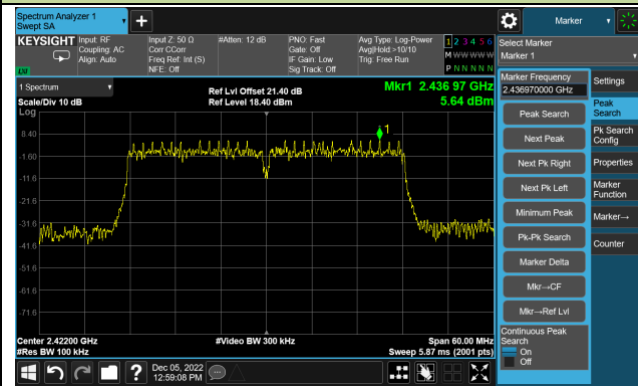 Spectrum Analyzer 1
Swept SA
Marker
KEYSIGHT
Input: RF
Coupling: AC
Align: Auto
Input Z: 50 Ω
Corr CCorr
Freq Ref: Int (S)
NFE: Off
#Atten: 12 dB
PNO: Fast
Gate: Off
IF Gain: Low
Sig Track: Off
Avg Type: Log-Power
Avg|Hold:>10/10
Trig: Free Run
1 2 3 4 5 6
M W W W W W
P N N N N N
LXI
Select Marker
Marker 1
1 Spectrum
Scale/Div 10 dB
Log
Ref Lvl Offset 21.40 dB
Ref Level 18.40 dBm
Mkr1 2.436 97 GHz
5.64 dBm
8.40
-1.60
-11.6
-21.6
-31.6
-41.6
-51.6
-61.6
-71.6
1
Center 2.42200 GHz
#Res BW 100 kHz
#Video BW 300 kHz
Span 60.00 MHz
Sweep 5.87 ms (2001 pts)
Marker Frequency
2.436970000 GHz
Peak Search
Next Peak
Next Pk Right
Next Pk Left
Minimum Peak
Pk-Pk Search
Marker Delta
Mkr→CF
Mkr→Ref Lvl
Continuous Peak
Search
On
Off
Settings
Peak
Search
Pk Search
Config
Properties
Marker
Function
Marker→
Counter
?
Dec 05, 2022
12:59:08 PM